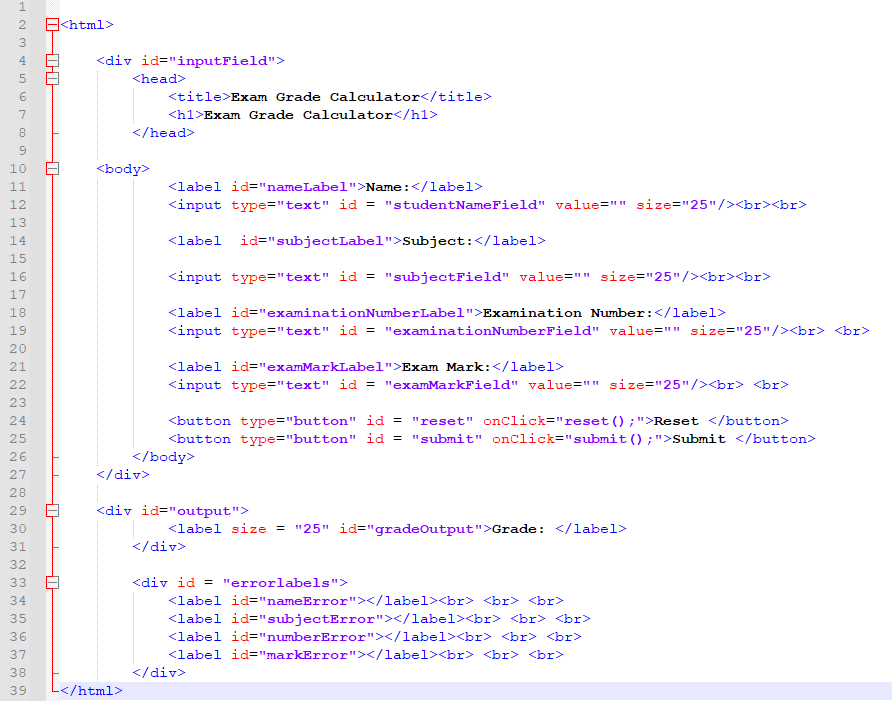 1
2 <html>
3
4     <div id="inputField">
5         <head>
6             <title>Exam Grade Calculator</title>
7             <h1>Exam Grade Calculator</h1>
8         </head>
9
10     <body>
11             <label id="nameLabel">Name:</label>
12             <input type="text" id = "studentNameField" value="" size="25"/><br><br>
13
14             <label  id="subjectLabel">Subject:</label>
15
16             <input type="text" id = "subjectField" value="" size="25"/><br><br>
17
18             <label id="examinationNumberLabel">Examination Number:</label>
19             <input type="text" id = "examinationNumberField" value="" size="25"/><br> <br>
20
21             <label id="examMarkLabel">Exam Mark:</label>
22             <input type="text" id = "examMarkField" value="" size="25"/><br> <br>
23
24             <button type="button" id = "reset" onClick="reset();">Reset </button>
25             <button type="button" id = "submit" onClick="submit();">Submit </button>
26         </body>
27     </div>
28
29     <div id="output">
30             <label size = "25" id="gradeOutput">Grade: </label>
31         </div>
32
33         <div id = "errorlabels">
34             <label id="nameError"></label><br> <br> <br>
35             <label id="subjectError"></label><br> <br> <br>
36             <label id="numberError"></label><br> <br> <br>
37             <label id="markError"></label><br> <br> <br>
38         </div>
39 </html>